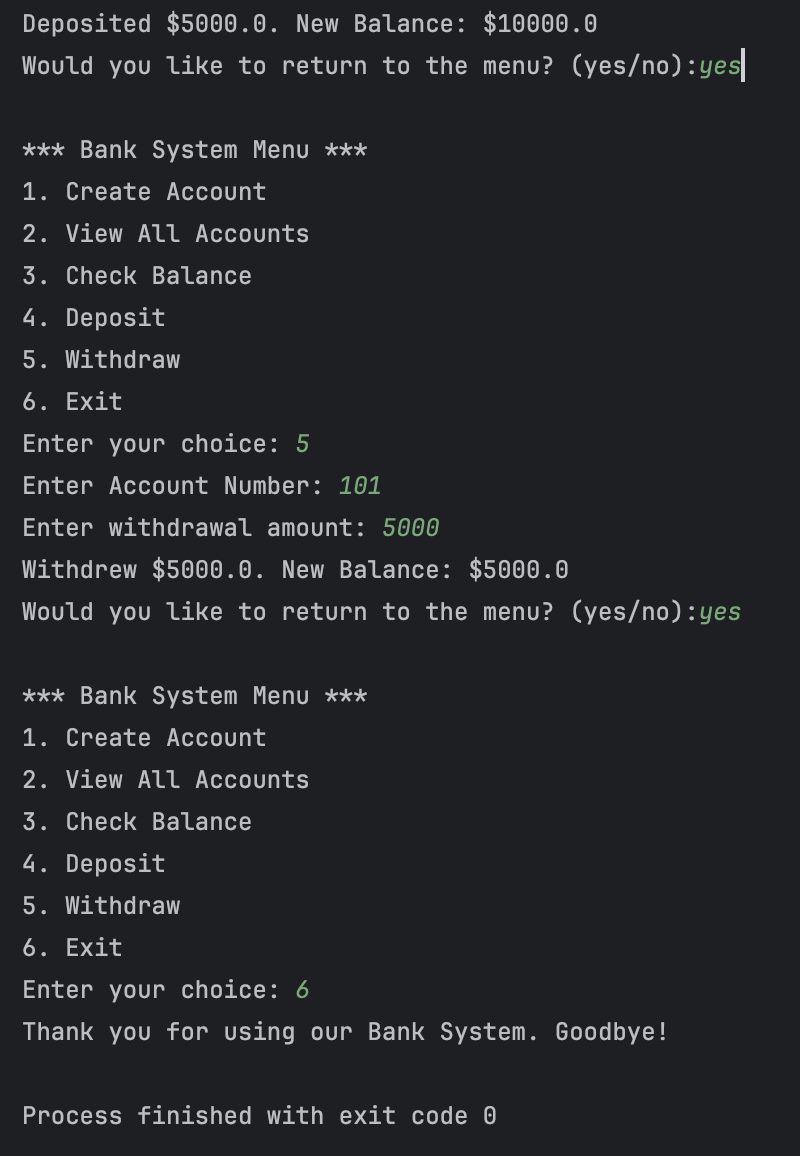 Deposited $5000.0. New Balance: $10000.0
Would you like to return to the menu? (yes/no):yes
*** Bank System Menu ***
1. Create Account
2. View All Accounts
3. Check Balance
4. Deposit
5. Withdraw
6. Exit
Enter your choice: 5
Enter Account Number: 101
Enter withdrawal amount: 5000
Withdrew $5000.0. New Balance: $5000.0
Would you like to return to the menu? (yes/no):yes
*** Bank System Menu ***
1. Create Account
2. View All Accounts
3. Check Balance
4. Deposit
5. Withdraw
6. Exit
Enter your choice: 6
Thank you for using our Bank System. Goodbye!
Process finished with exit code 0